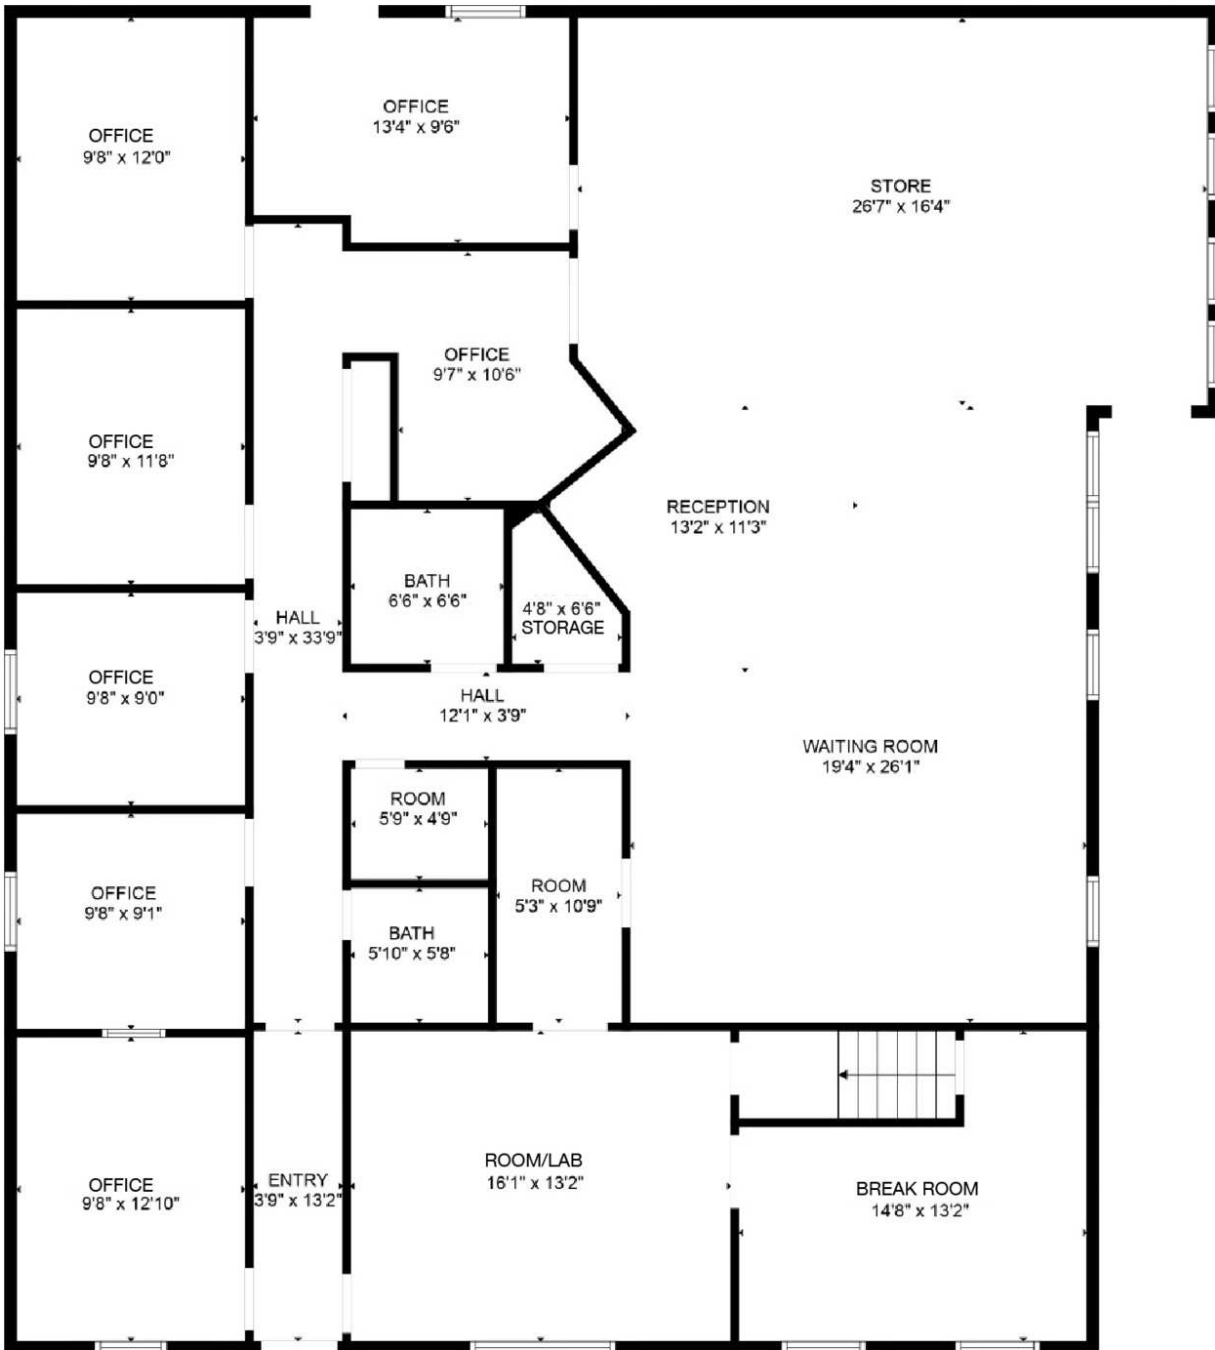 OFFICE
13'4" x 9'6"
OFFICE
9'8" x 12'0"
STORE
26'7" x 16'4"
OFFICE
9'7" x 10'6"
OFFICE
9'8" x 11'8"
RECEPTION
13'2" x 11'3"
BATH
6'6" x 6'6"
4'8" x 6'6"
STORAGE
HALL
3'9" x 33'9"
OFFICE
9'8" x 9'0"
HALL
12'1" x 3'9"
WAITING ROOM
19'4" x 26'1"
ROOM
5'9" x 4'9"
OFFICE
9'8" x 9'1"
ROOM
5'3" x 10'9"
BATH
5'10" x 5'8"
ROOM/LAB
16'1" x 13'2"
ENTRY
3'9" x 13'2"
OFFICE
9'8" x 12'10"
BREAK ROOM
14'8" x 13'2"